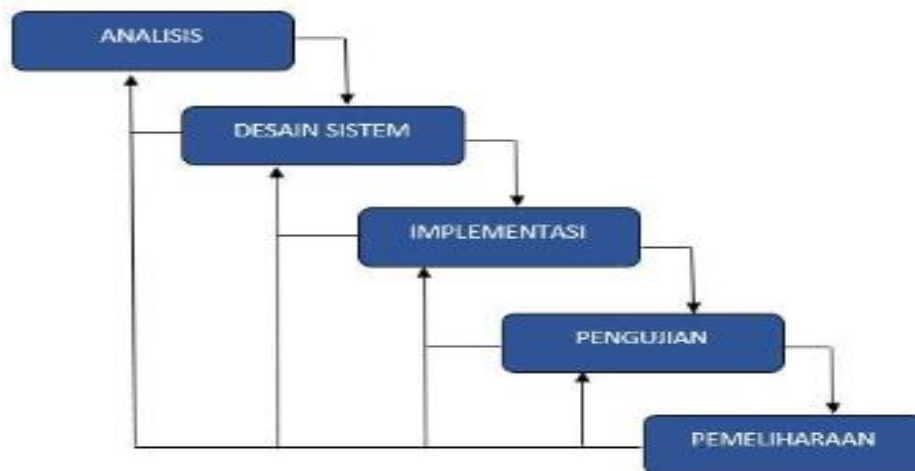 ANALISIS
DESAIN SISTEM
IMPLEMENTASI
PENGUJIAN
PEMELIHARAAN